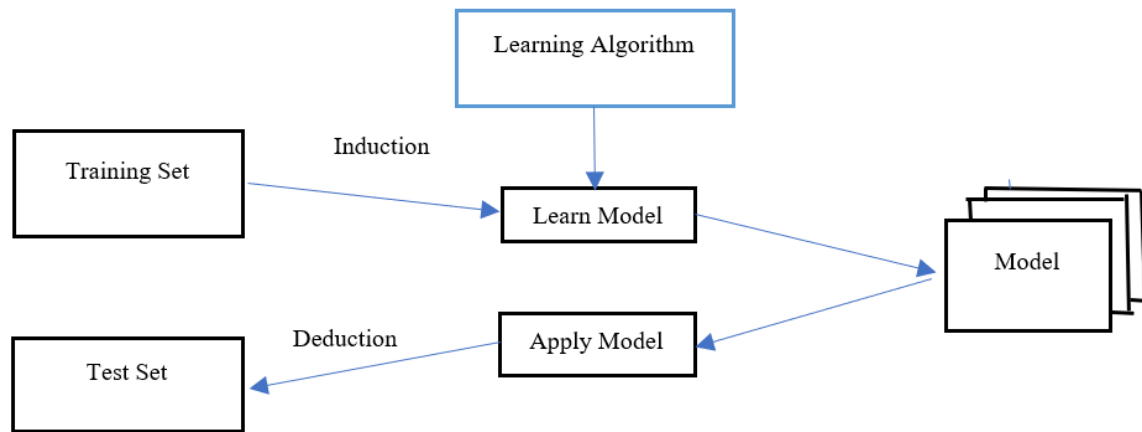 Learning Algorithm
Induction
Training Set
Learn Model
Model
Deduction
Apply Model
Test Set